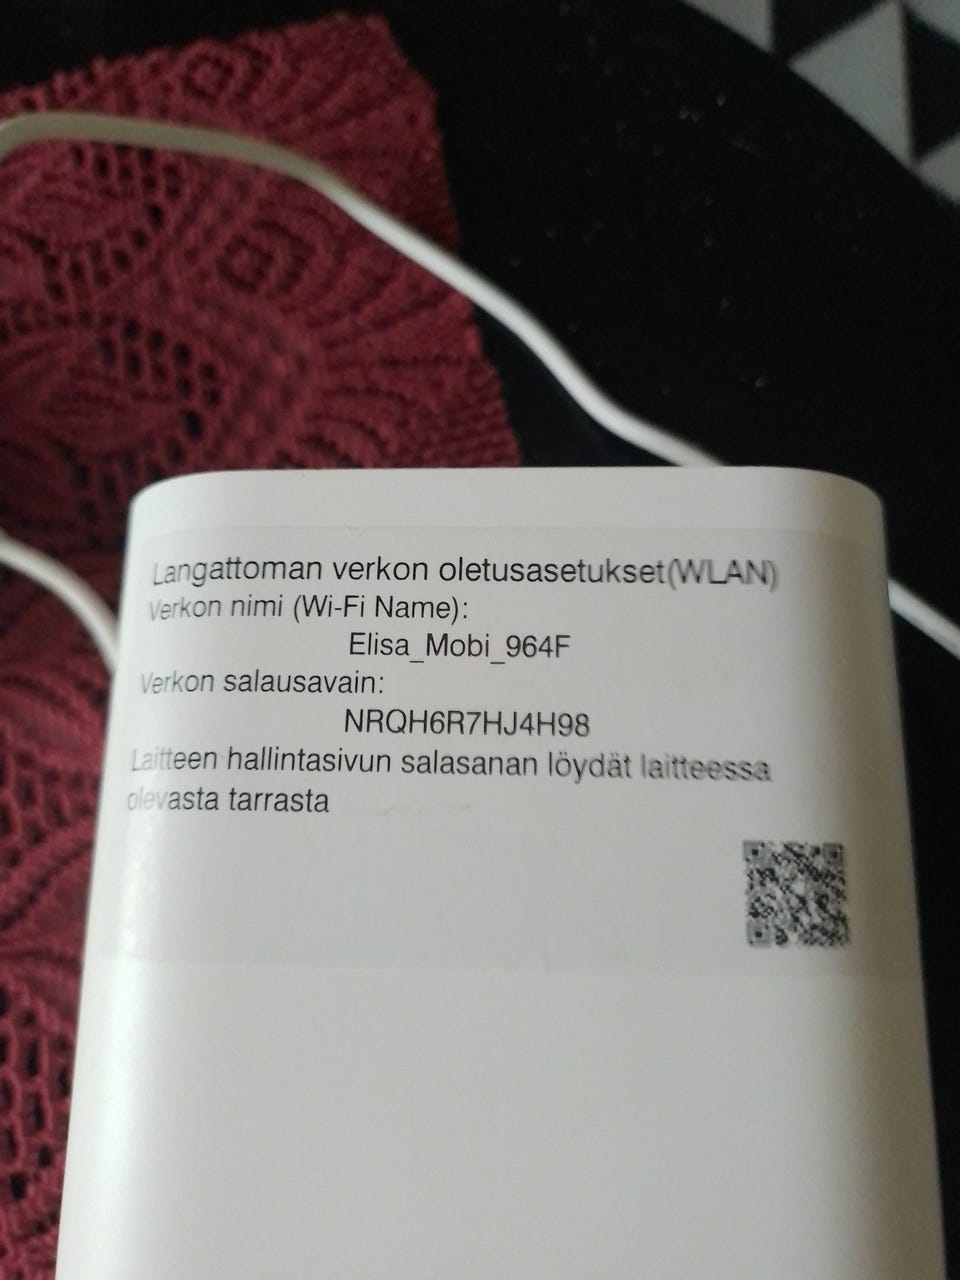 Langattoman verkon oletusasetukset(WLAN)
Verkon nimi (Wi-Fi Name):
Elisa_Mobi_964F
Verkon salausavain:
NRQH6R7HJ4H98
Laitteen hallintasivun salasanan löydät laitteessa
olevasta tarrasta